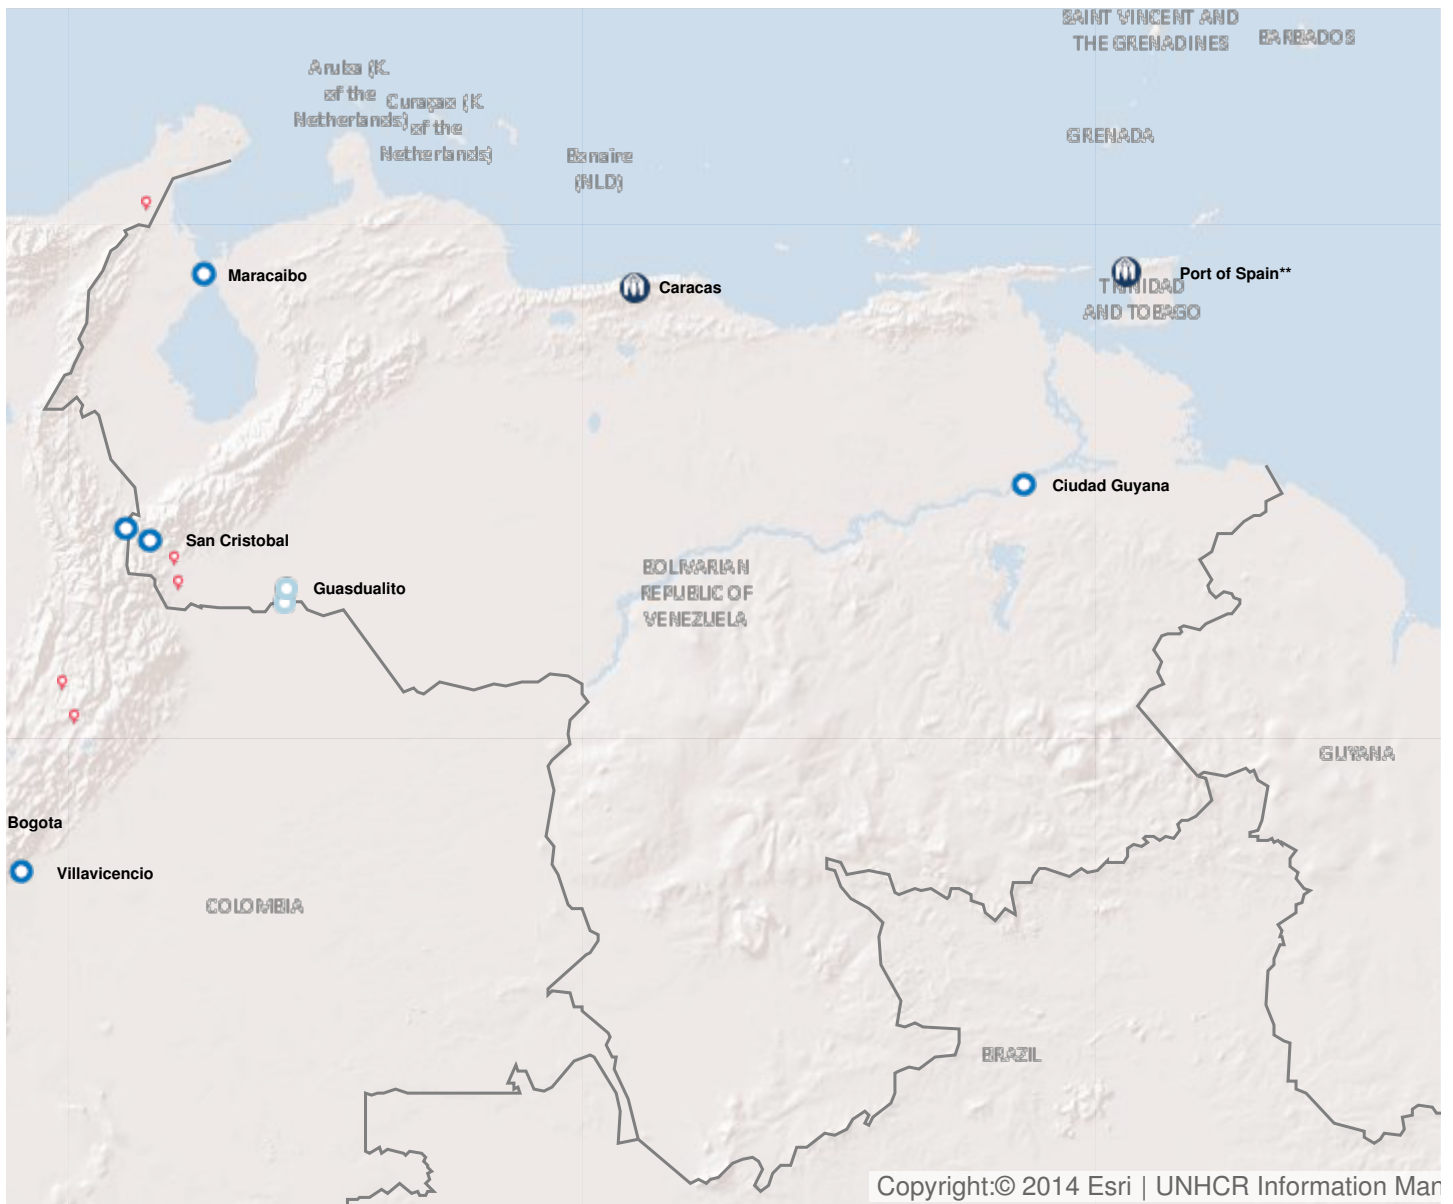 SAINT VINCENT AND
THE GRENADINES
BARBADOS
Aruba (K.
of the
Netherlands)
Curaçao (K.
of the
Netherlands)
GRENADA
Bonaire
(NLD)
Maracaibo
Caracas
Port of Spain**
TRINIDAD
AND TOBAGO
Ciudad Guyana
San Cristobal
BOLIVARIAN
REPUBLIC OF
VENEZUELA
Guasdualito
GUYANA
Bogota
Villavicencio
COLOMBIA
BRAZIL
Copyright:© 2014 Esri | UNHCR Information Man